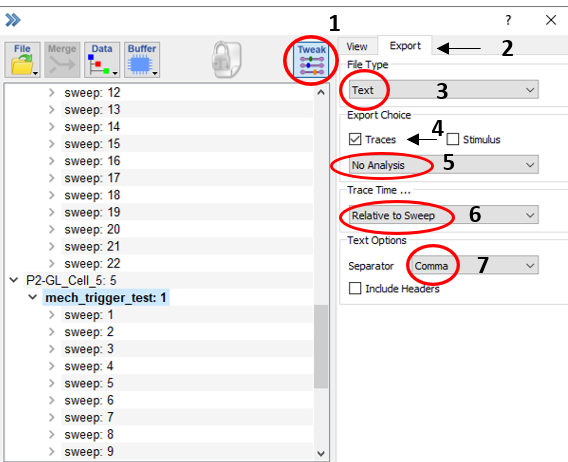 1
?
File
Merge
Data
Buffer
Tweak
View
Export
2
File Type
Text
3
Export Choice
Traces
4
Stimulus
No Analysis
5
Trace Time ...
Relative to Sweep
6
Text Options
Separator
Comma
7
Include Headers
sweep: 12
sweep: 13
sweep: 14
sweep: 15
sweep: 16
sweep: 17
sweep: 18
sweep: 19
sweep: 20
sweep: 21
sweep: 22
P2-GL_Cell_5: 5
mech_trigger_test: 1
sweep: 1
sweep: 2
sweep: 3
sweep: 4
sweep: 5
sweep: 6
sweep: 7
sweep: 8
sweep: 9